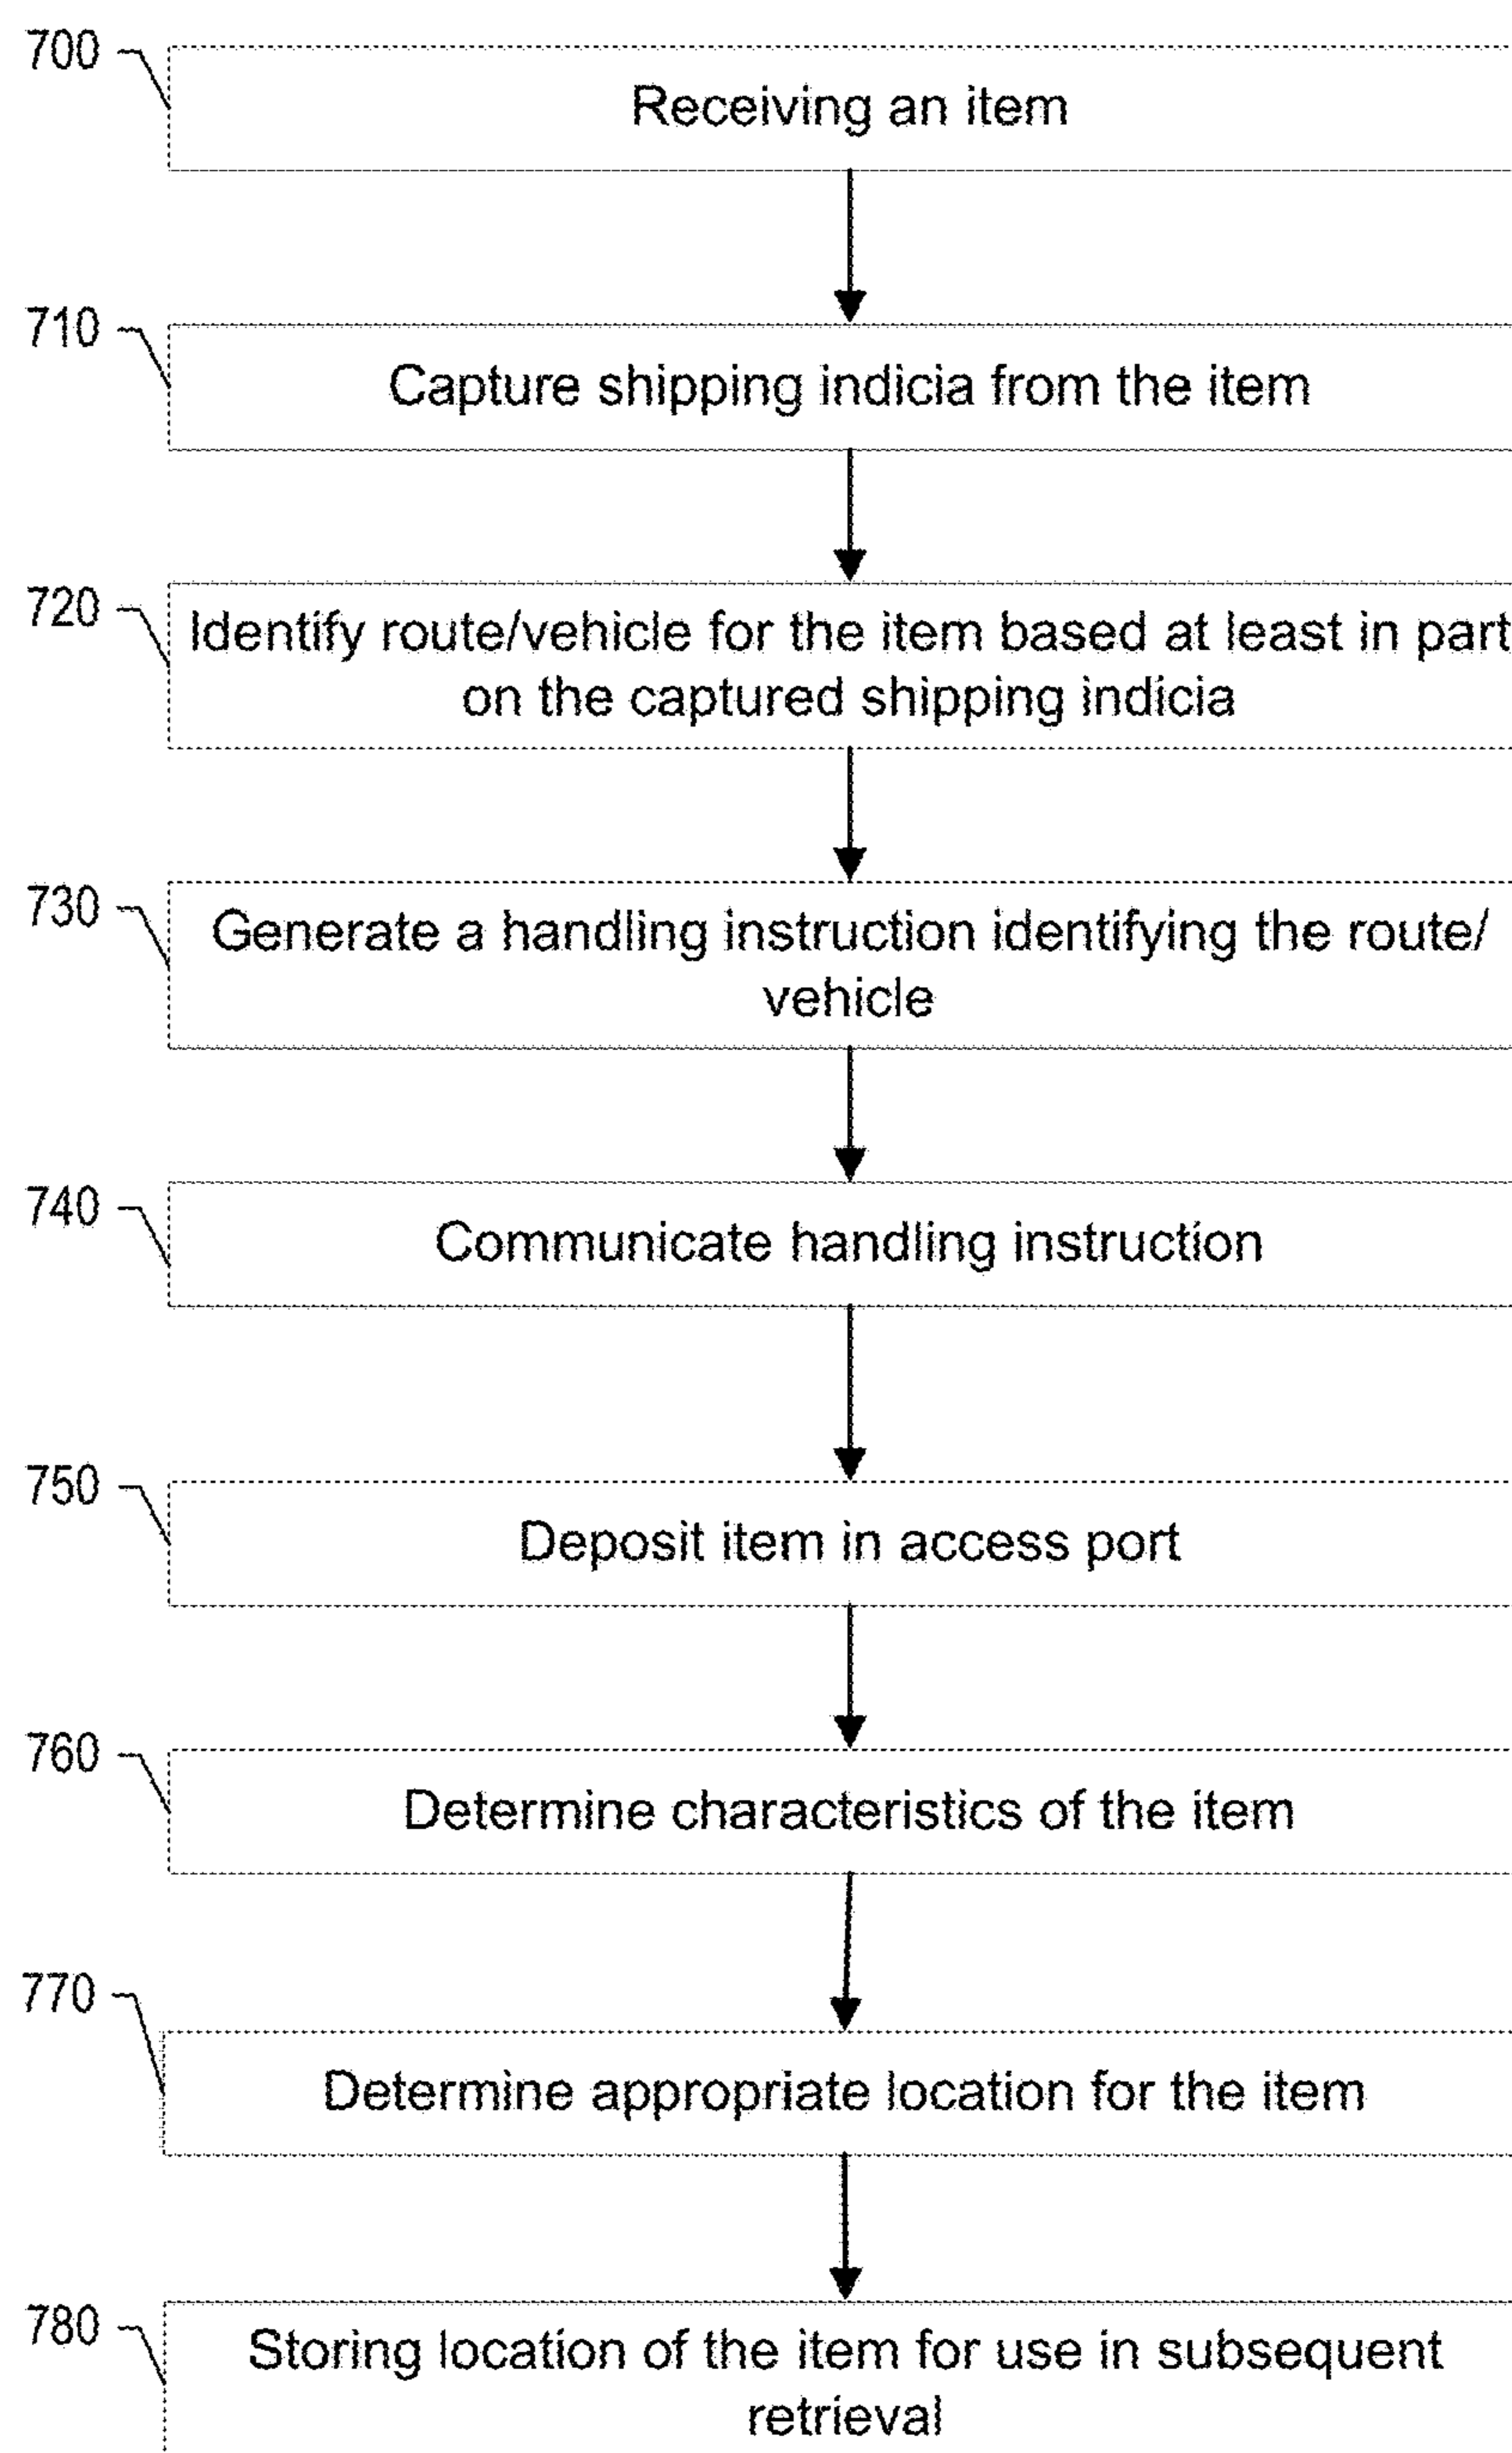 700
Receiving an item
710
Capture shipping indicia from the item
720
Identify route/vehicle for the item based at least in part
on the captured shipping indicia
730
Generate a handling instruction identifying the route/
vehicle
740
Communicate handling instruction
750
Deposit item in access port
760
Determine characteristics of the item
770
Determine appropriate location for the item
780
Storing location of the item for use in subsequent
retrieval